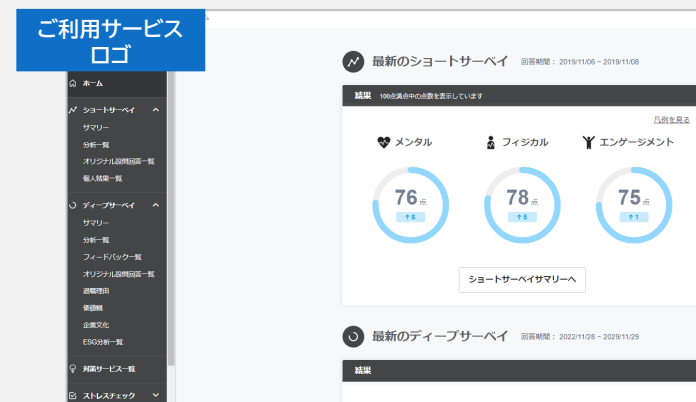 ご利用サービス
ロゴ
ホーム
ショートサーベイ
サマリー
分析一覧
オリジナル設問回答一覧
個人結果一覧
ディープサーベイ
サマリー
分析一覧
フィードバック一覧
オリジナル設問回答一覧
退職理由
価値観
企業文化
ESG分析一覧
対策サービス一覧
ストレスチェック
最新のショートサーベイ 回答期間： 2019/11/06 ~ 2019/11/08
結果 100点満点中の点数を表示しています
凡例を見る
メンタル フィジカル エンゲージメント
76点 78点 75点
↑6 ↑5 ↑1
ショートサーベイサマリーへ
最新のディープサーベイ 回答期間： 2022/11/28 ~ 2029/11/29
結果